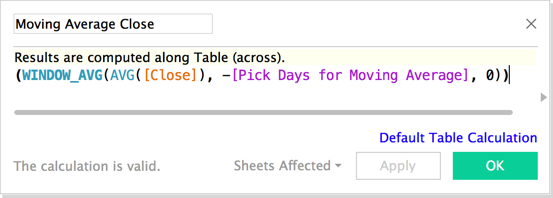 Moving Average Close
Results are computed along Table (across).
(WINDOW_AVG(AVG([Close]), -[Pick Days for Moving Average], 0))
Default Table Calculation
The calculation is valid. Sheets Affected Apply OK